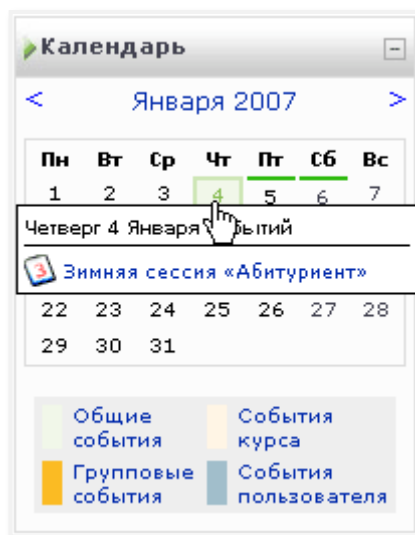 Календарь
< Января 2007 >
Пн Вт Ср Чт Пт Сб Вс
1 2 3 4 5 6 7
Четверг 4 Января
Зимняя сессия «Абитуриент»
22 23 24 25 26 27 28
29 30 31
Общие События
события курса
Групповые События
события пользователя